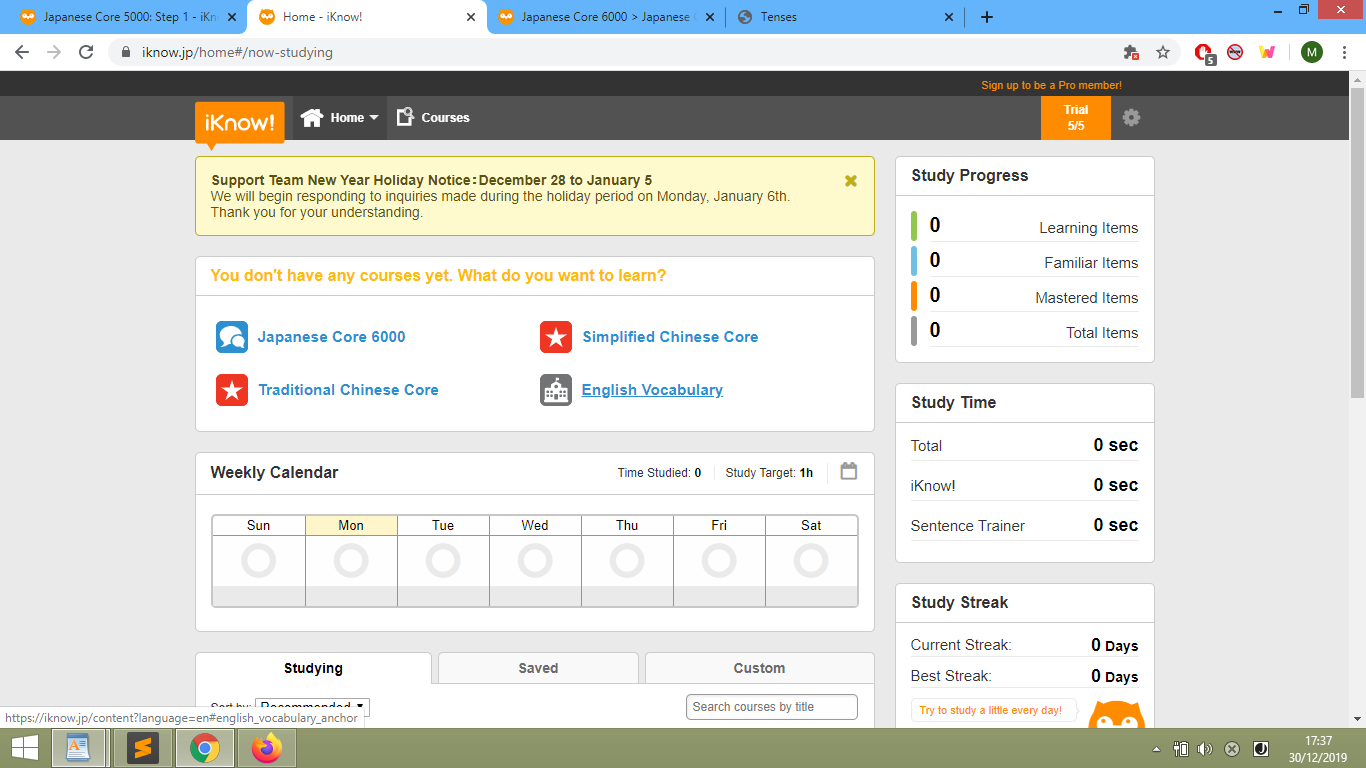 Japanese Core 5000: Step 1 - iKn
Home - iKnow!
Japanese Core 6000 > Japanese
Tenses
iknow.jp/home#/now-studying
5
M
Sign up to be a Pro member!
iKnow!
Home
Courses
Trial
5/5
Support Team New Year Holiday Notice：December 28 to January 5
We will begin responding to inquiries made during the holiday period on Monday, January 6th.
Thank you for your understanding.
You don't have any courses yet. What do you want to learn?
Japanese Core 6000
Simplified Chinese Core
Traditional Chinese Core
English Vocabulary
Weekly Calendar
Time Studied: 0
Study Target: 1h
Sun Mon Tue Wed Thu Fri Sat
Studying
Saved
Custom
Sort by: Recommended
Search courses by title
Study Progress
0 Learning Items
0 Familiar Items
0 Mastered Items
0 Total Items
Study Time
Total 0 sec
iKnow! 0 sec
Sentence Trainer 0 sec
Study Streak
Current Streak: 0 Days
Best Streak: 0 Days
Try to study a little every day!
https://iknow.jp/content?language=en#english_vocabulary_anchor
17:37
30/12/2019